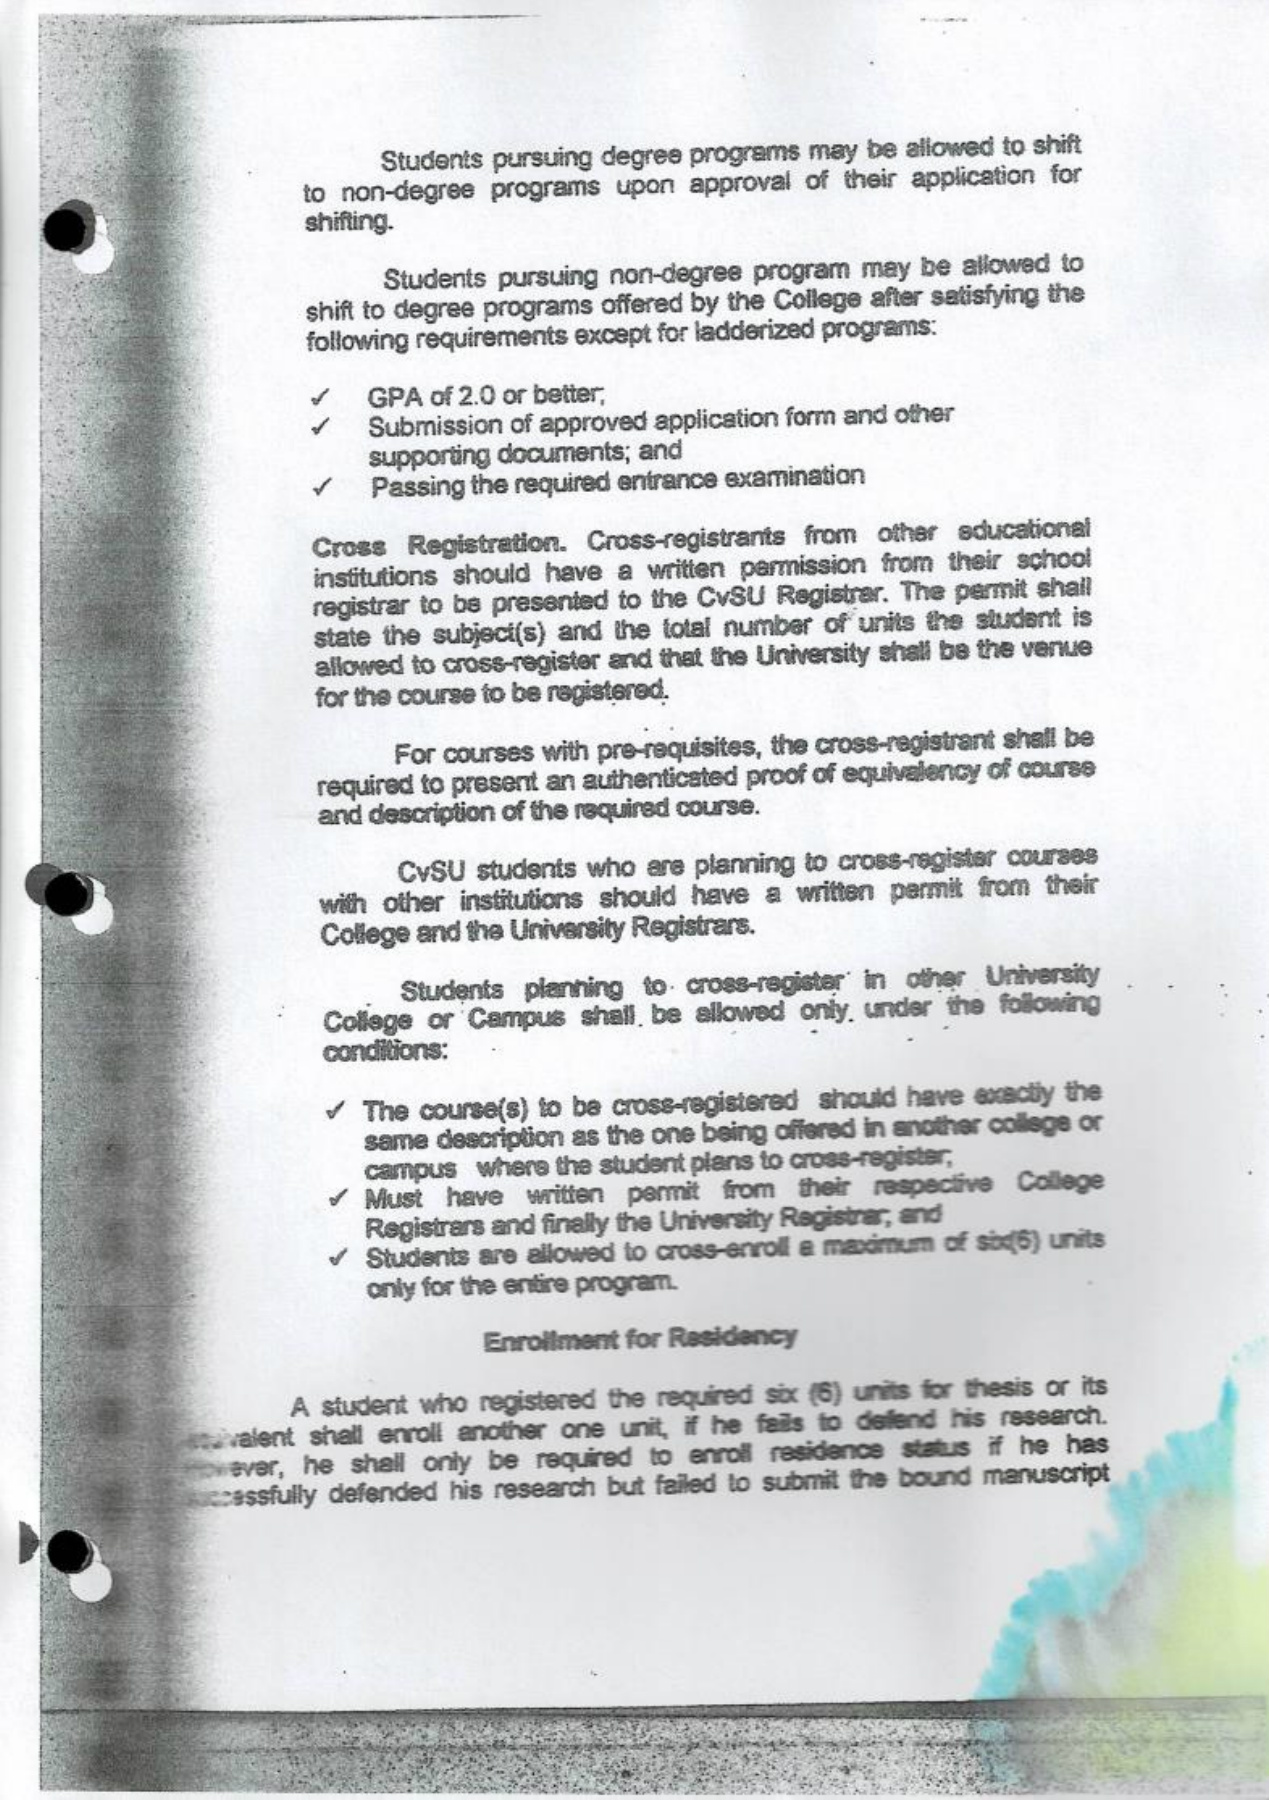 Students pursuing degree programs may be allowed to shift
to non-degree programs upon approval of their application for
shifting.
Students pursuing non-degree program may be allowed to
shift to degree programs offered by the College after satisfying the
following requirements except for ladderized programs:
✓ GPA of 2.0 or better;
✓ Submission of approved application form and other
supporting documents; and
✓ Passing the required entrance examination
Cross Registration. Cross-registrants from other educational
institutions should have a written permission from their school
registrar to be presented to the CvSU Registrar. The permit shall
state the subject(s) and the total number of units the student is
allowed to cross-register and that the University shall be the venue
for the course to be registered.
For courses with pre-requisites, the cross-registrant shall be
required to present an authenticated proof of equivalency of course
and description of the required course.
CvSU students who are planning to cross-register courses
with other institutions should have a written permit from their
College and the University Registrars.
Students planning to cross-register in other University
College or Campus shall be allowed only under the following
conditions:
✓ The course(s) to be cross-registered should have exactly the
same description as the one being offered in another college or
campus where the student plans to cross-register;
✓ Must have written permit from their respective College
Registrars and finally the University Registrar; and
✓ Students are allowed to cross-enroll a maximum of six(6) units
only for the entire program.
Enrollment for Residency
A student who registered the required six (6) units for thesis or its
valent shall enroll another one unit, if he fails to defend his research.
ever, he shall only be required to enroll residence status if he has
essfully defended his research but failed to submit the bound manuscript